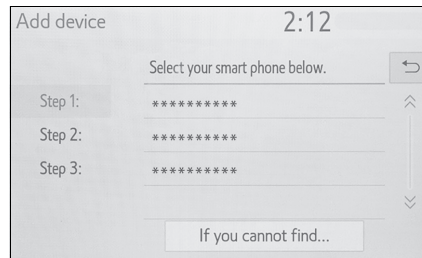 Add device 2:12
Select your smart phone below.
Step 1: **********
Step 2: **********
Step 3: **********
If you cannot find...